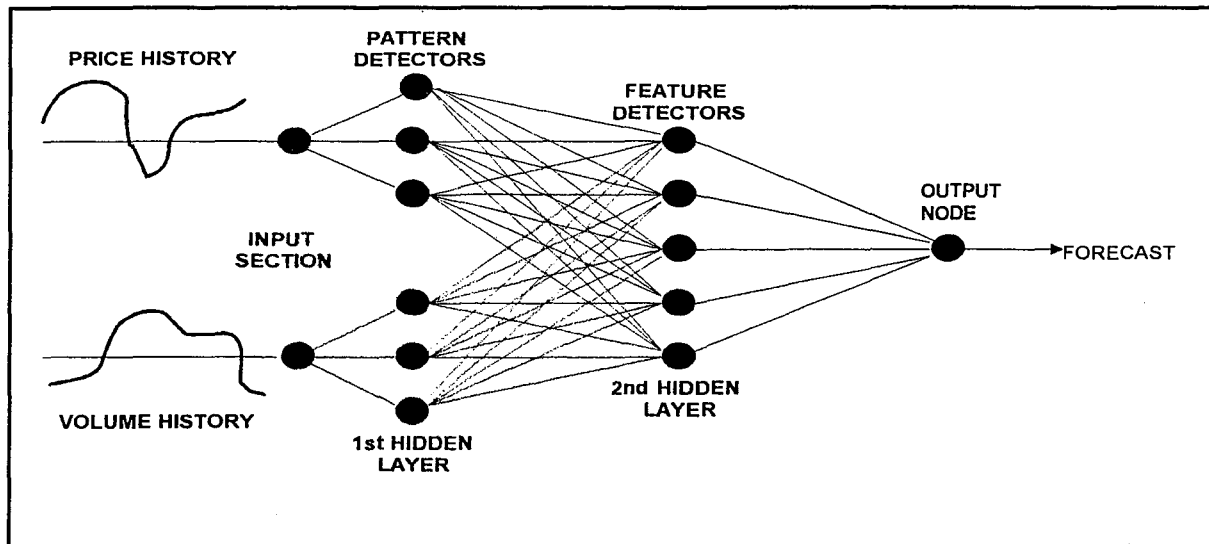 PRICE HISTORY
PATTERN
DETECTORS
FEATURE
DETECTORS
INPUT
SECTION
OUTPUT
NODE
FORECAST
VOLUME HISTORY
1st HIDDEN
LAYER
2nd HIDDEN
LAYER